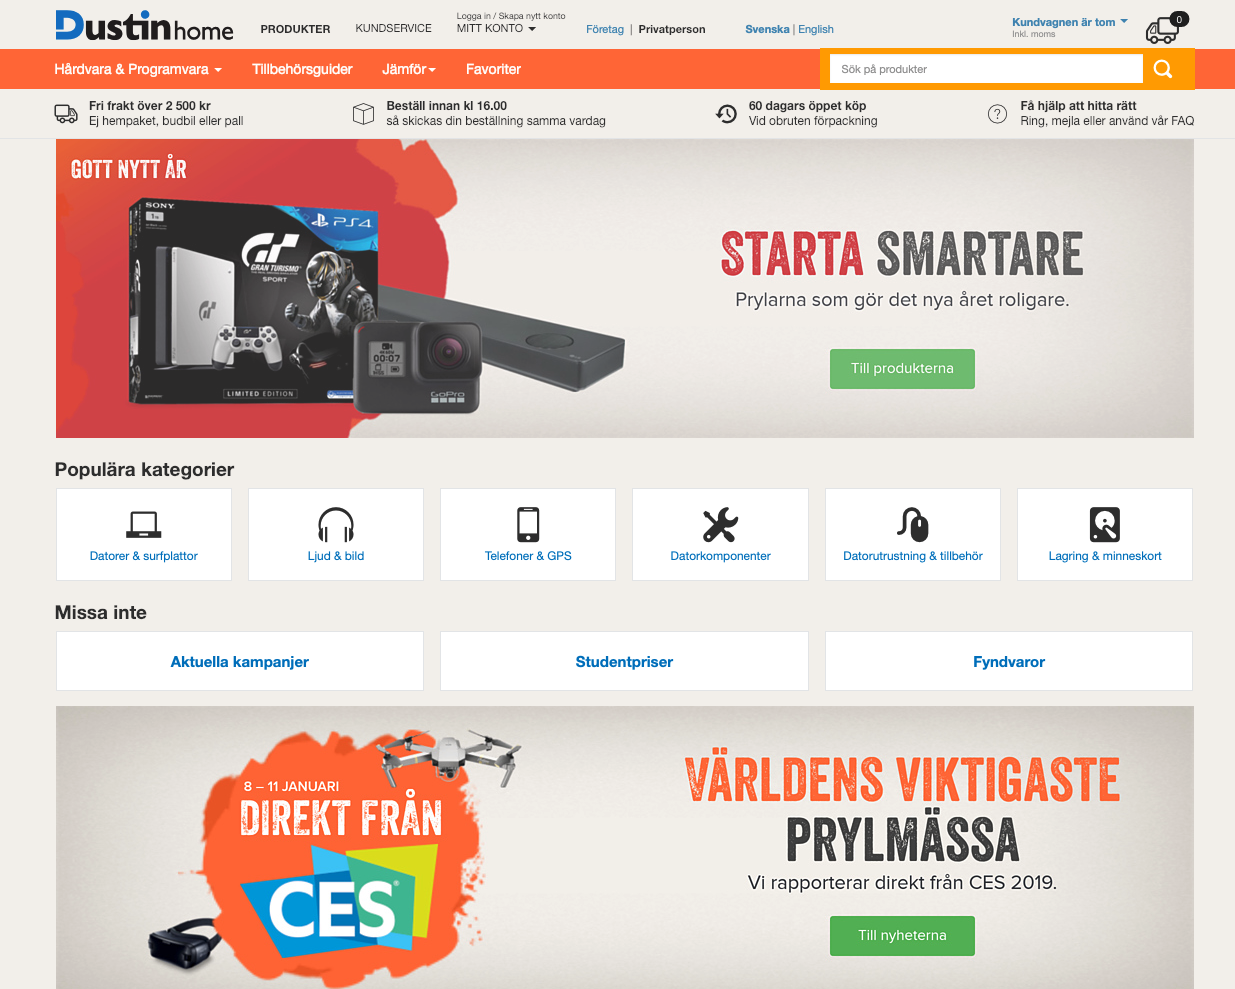 Dustin home
PRODUKTER
KUNDSERVICE
Logga in / Skapa nytt konto
MITT KONTO
Företag | Privatperson
Svenska | English
Kundvagnen är tom
Inkl. moms
0
Hårdvara & Programvara
Tillbehörsguider
Jämför
Favoriter
Sök på produkter
Fri frakt över 2 500 kr
Ej hempaket, budbil eller pall
Beställ innan kl 16.00
så skickas din beställning samma vardag
60 dagars öppet köp
Vid obruten förpackning
?
Få hjälp att hitta rätt
Ring, mejla eller använd vår FAQ
GOTT NYTT ÅR
SONY
1TB
PS4
GT
GRAN TURISMO
SPORT
LIMITED EDITION
00:07
GoPro
STARTA SMARTARE
Prylarna som gör det nya året roligare.
Till produkterna
Populära kategorier
Datorer & surfplattor
Ljud & bild
Telefoner & GPS
Datorkomponenter
Datorutrustning & tillbehör
Lagring & minneskort
Missa inte
Aktuella kampanjer
Studentpriser
Fyndvaror
8 – 11 JANUARI
DIREKT FRÅN
CES®
VÄRLDENS VIKTIGASTE
PRYLMÄSSA
Vi rapporterar direkt från CES 2019.
Till nyheterna